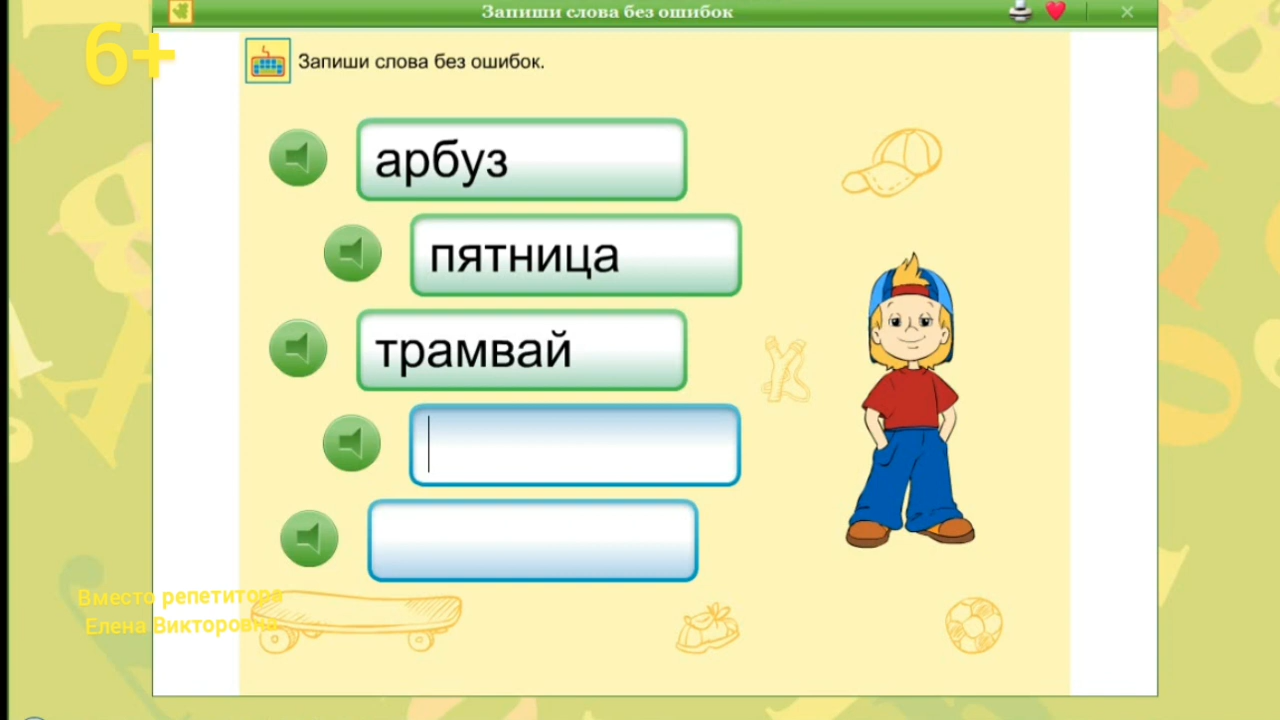 Запиши слова без ошибок
6+
Запиши слова без ошибок.
арбуз
пятница
трамвай
Вместо репетитора
Елена Викторовна